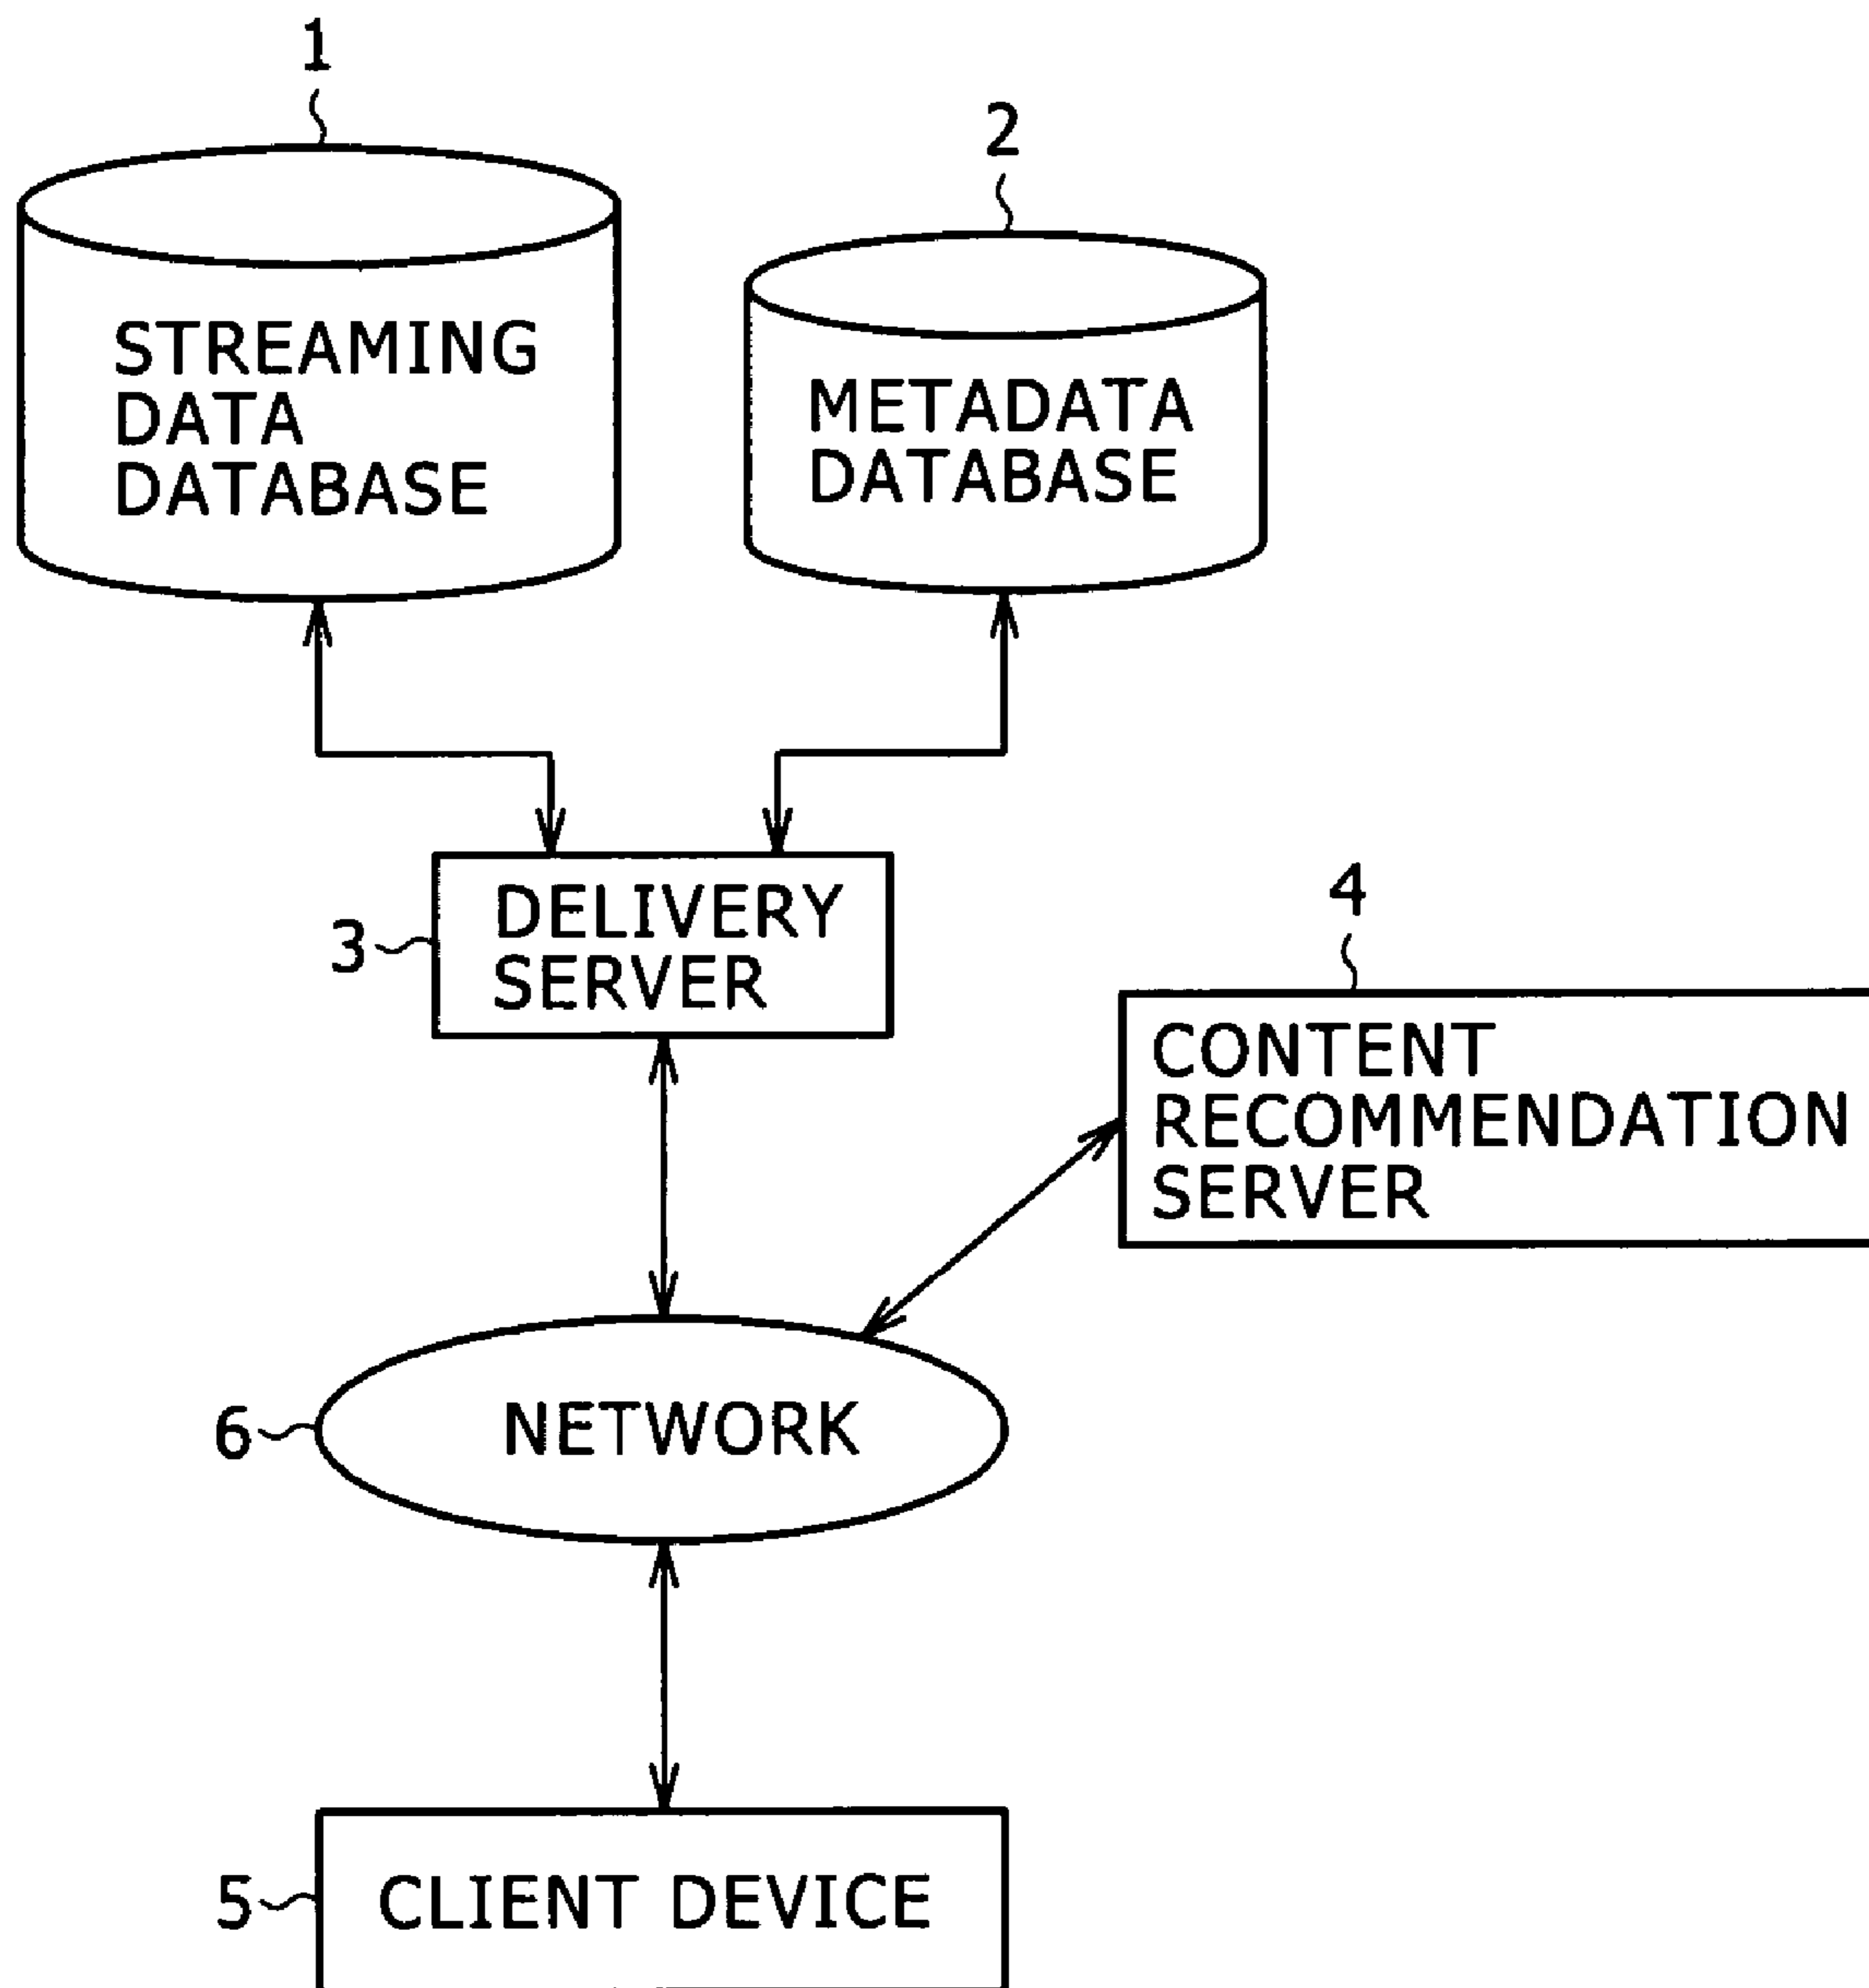 1
2
STREAMING
DATA
DATABASE
METADATA
DATABASE
3
DELIVERY
SERVER
4
CONTENT
RECOMMENDATION
SERVER
6
NETWORK
5
CLIENT DEVICE